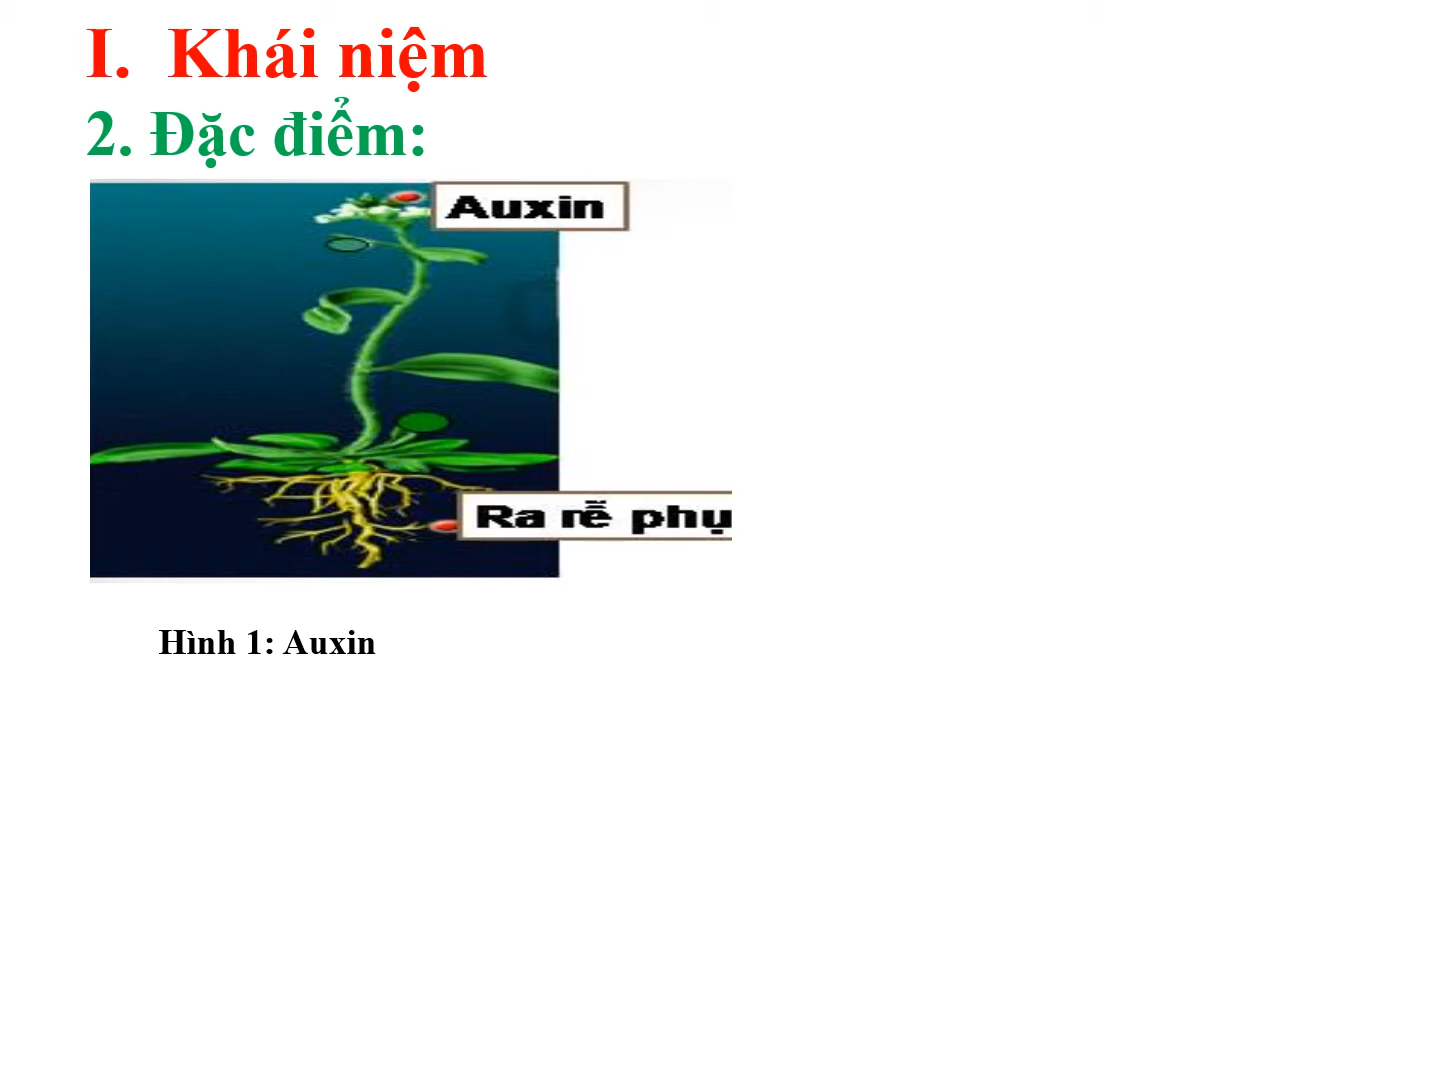 I. Khái niệm
2. Đặc điểm:
Auxin
Ra rễ phụ
Hình 1: Auxin